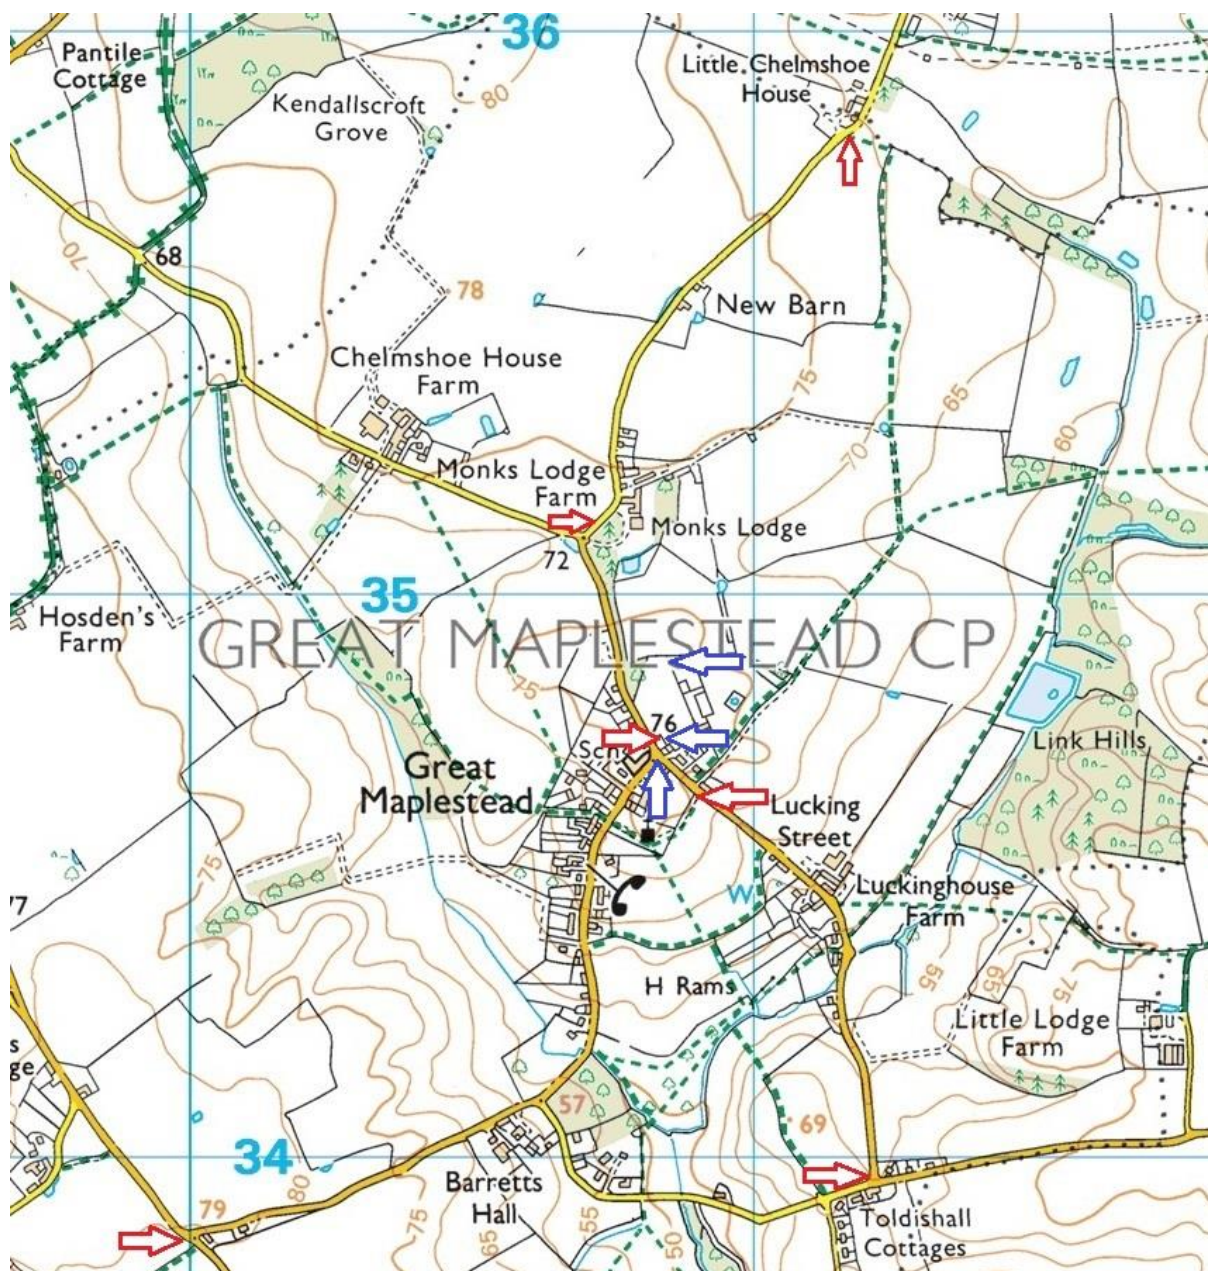 36
Pantile
Cottage
Kendallscroft
Grove
80
Little Chelmshoe
House
70
68
78
New Barn
Chelmshoe House
Farm
75
65
60
70
Monks Lodge
Farm
Monks Lodge
72
35
Hosden's
Farm
GREAT MAPLESTEAD CP
75
76
Sch
Link Hills
Great
Maplestead
Lucking
Street
75
77
W
Luckinghouse
Farm
55
65
75
H Rams
Little Lodge
Farm
s
ge
57
69
34
79
80
Barretts
Hall
75
65
55
50
Toldishall
Cottages